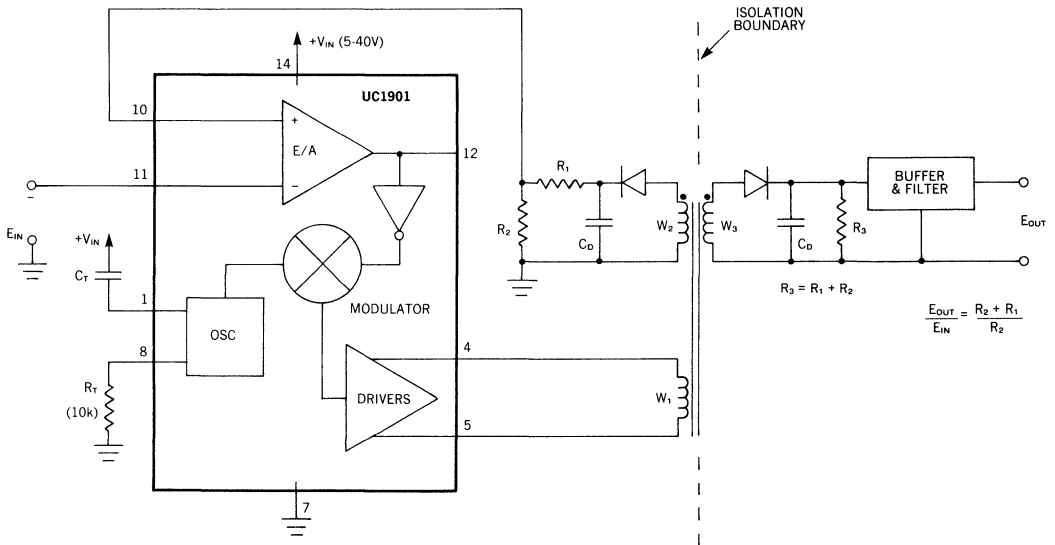 ISOLATION
BOUNDARY
+VIN (5-40V)
14
UC1901
10
+
E/A
12
11
−
−
EIN
+VIN
CT
1
OSC
8
RT
(10k)
MODULATOR
DRIVERS
4
5
7
R1
R2
CD
W2
W3
W1
CD
R3
BUFFER
& FILTER
EOUT
R3 = R1 + R2
EOUT/EIN = R2 + R1/R2